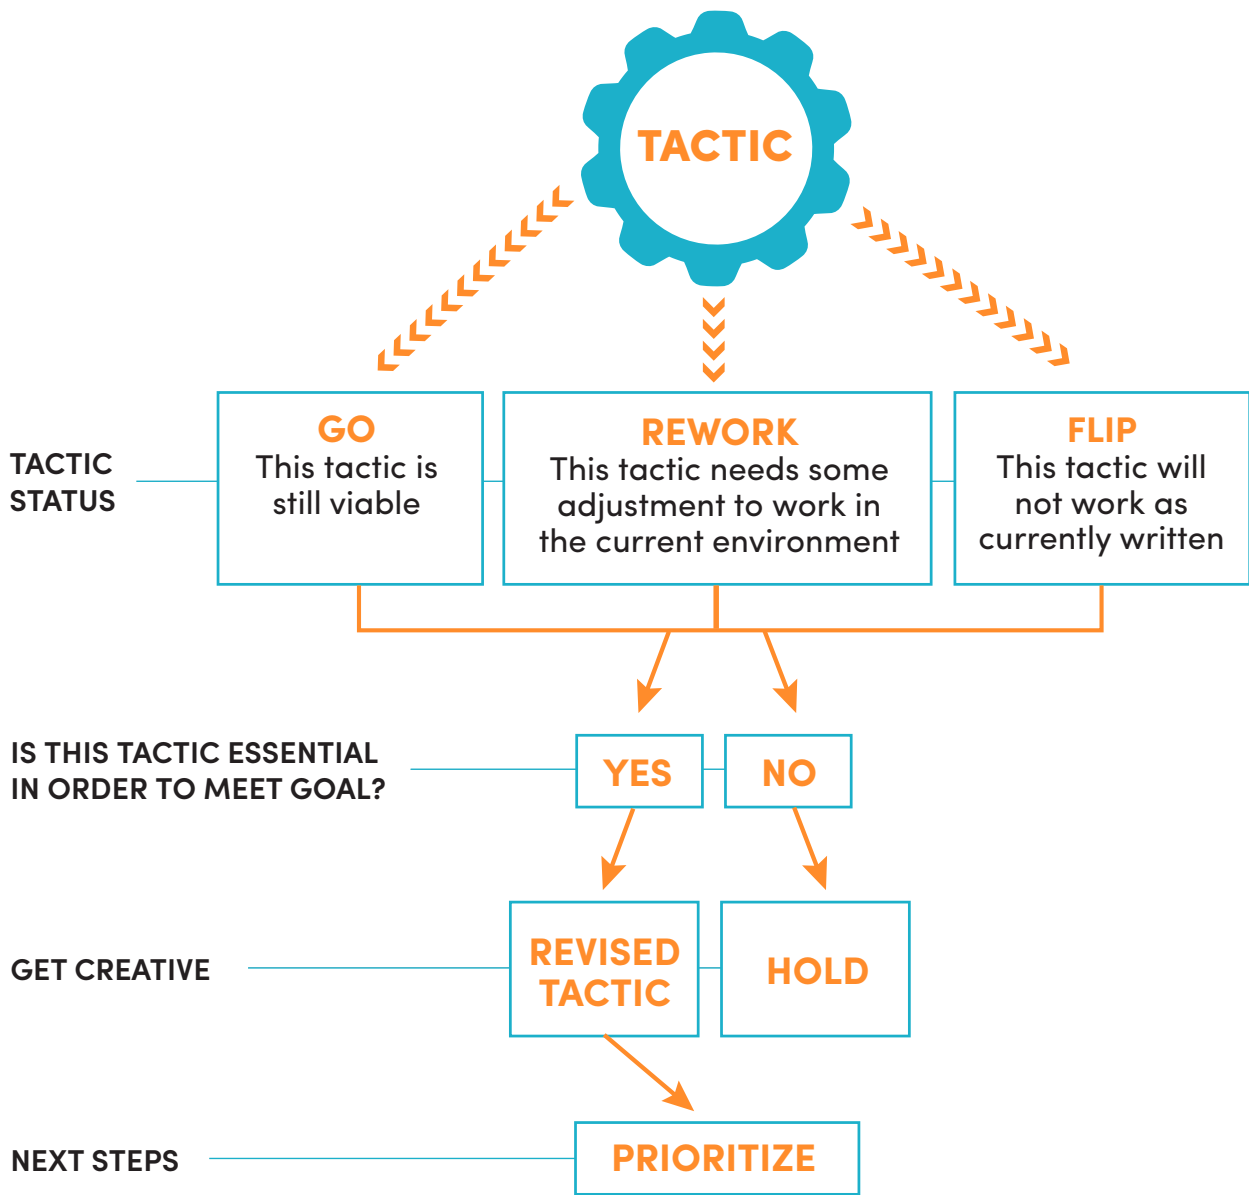 TACTIC
TACTIC
STATUS
GO
This tactic is
still viable
REWORK
This tactic needs some
adjustment to work in
the current environment
FLIP
This tactic will
not work as
currently written
IS THIS TACTIC ESSENTIAL
IN ORDER TO MEET GOAL?
YES
NO
GET CREATIVE
REVISED
TACTIC
HOLD
NEXT STEPS
PRIORITIZE